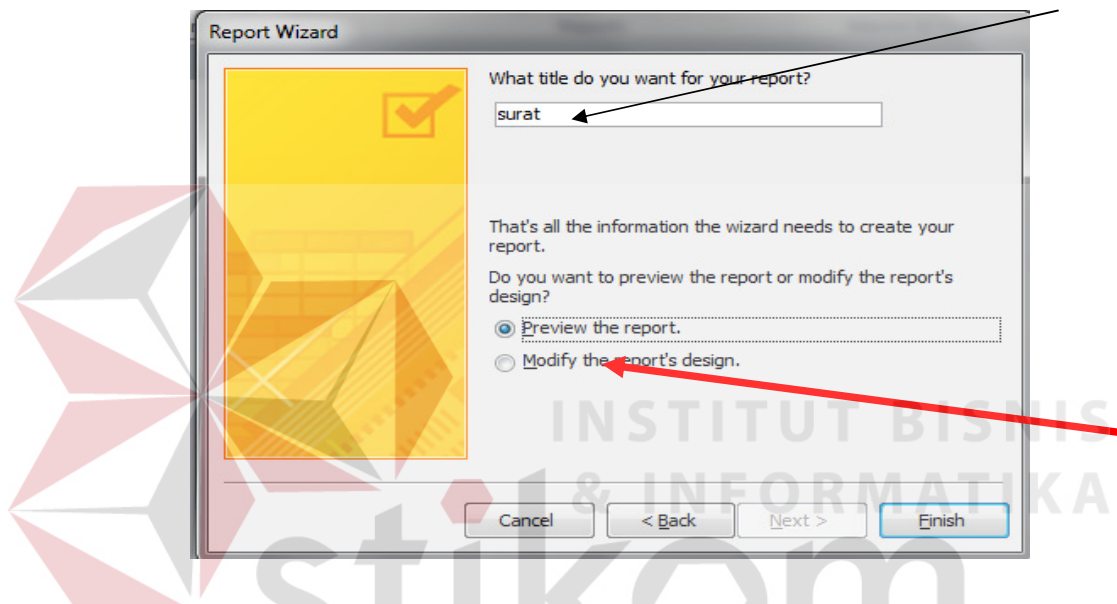 Report Wizard
What title do you want for your report?
surat
That's all the information the wizard needs to create your
report.
Do you want to preview the report or modify the report's
design?
Preview the report.
Modify the report's design.
INSTITUT BISNIS
& INFORMATIKA
Cancel
< Back
Next >
Finish
stikom